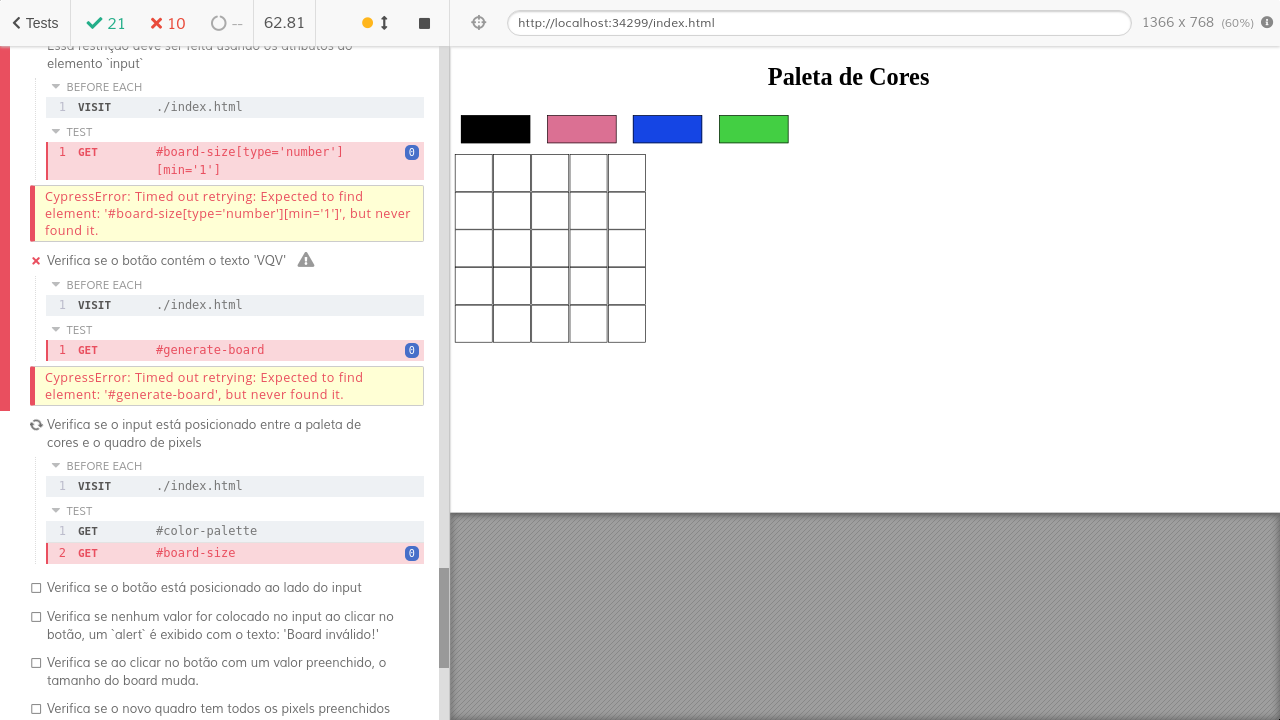 Tests 21 10 -- 62.81
http://localhost:34299/index.html 1366 x 768 (60%)
Essa restrição deve ser feita usando os atributos do
elemento `input`
BEFORE EACH
1 VISIT ./index.html
TEST
1 GET #board-size[type='number']
[min='1'] 0
CypressError: Timed out retrying: Expected to find
element: '#board-size[type='number'][min='1']', but never
found it.
Verifica se o botão contém o texto 'VQV'
BEFORE EACH
1 VISIT ./index.html
TEST
1 GET #generate-board 0
CypressError: Timed out retrying: Expected to find
element: '#generate-board', but never found it.
Verifica se o input está posicionado entre a paleta de
cores e o quadro de pixels
BEFORE EACH
1 VISIT ./index.html
TEST
1 GET #color-palette
2 GET #board-size 0
Verifica se o botão está posicionado ao lado do input
Verifica se nenhum valor for colocado no input ao clicar no
botão, um `alert` é exibido com o texto: 'Board inválido!'
Verifica se ao clicar no botão com um valor preenchido, o
tamanho do board muda.
Verifica se o novo quadro tem todos os pixels preenchidos
Paleta de Cores